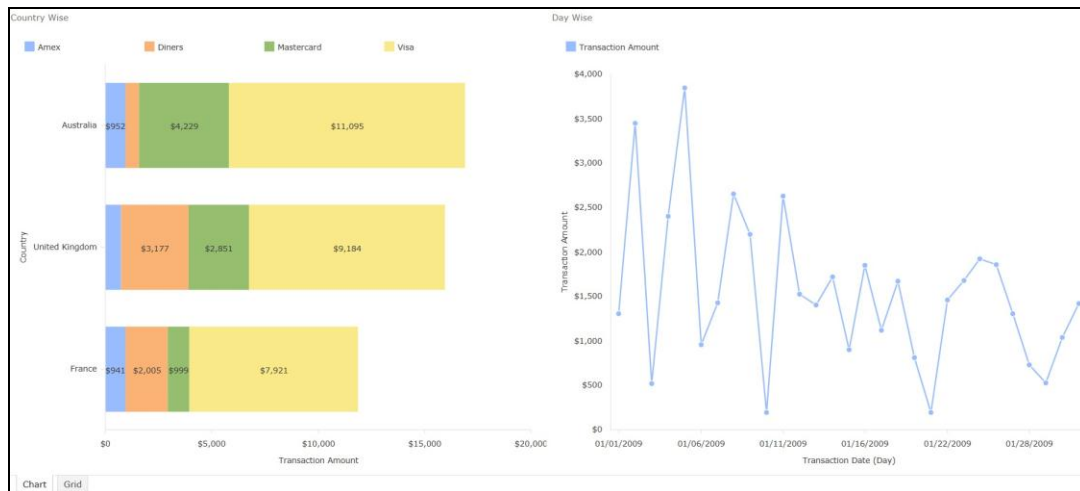 Country Wise
Amex
Diners
Mastercard
Visa
Country
Australia
$952
$4,229
$11,095
United Kingdom
$3,177
$2,851
$9,184
France
$941
$2,005
$999
$7,921
$0
$5,000
$10,000
$15,000
$20,000
Transaction Amount
Day Wise
Transaction Amount
Transaction Amount
$4,000
$3,500
$3,000
$2,500
$2,000
$1,500
$1,000
$500
$0
01/01/2009
01/06/2009
01/11/2009
01/16/2009
01/22/2009
01/28/2009
Transaction Date (Day)
Chart
Grid